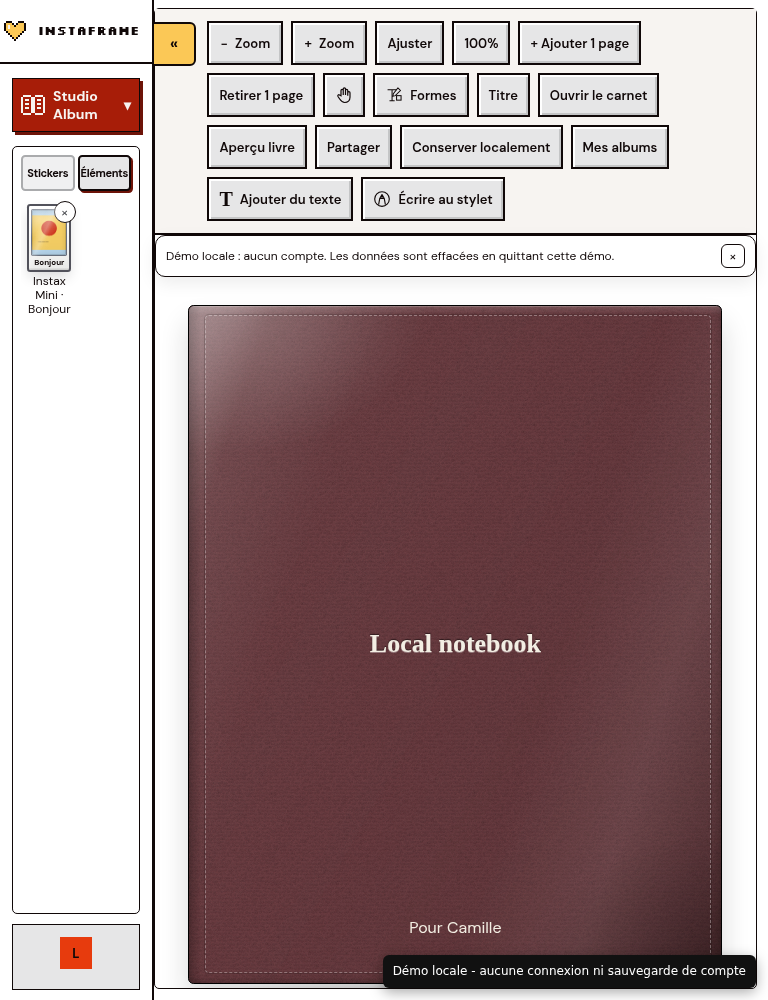 INSTAFRAME
Studio
Album
▼
Stickers
Éléments
×
Bonjour
Instax
Mini ·
Bonjour
L
«
- Zoom
+ Zoom
Ajuster
100%
+ Ajouter 1 page
Retirer 1 page
Formes
Titre
Ouvrir le carnet
Aperçu livre
Partager
Conserver localement
Mes albums
T Ajouter du texte
Écrire au stylet
Démo locale : aucun compte. Les données sont effacées en quittant cette démo.
×
Local notebook
Pour Camille
Démo locale - aucune connexion ni sauvegarde de compte